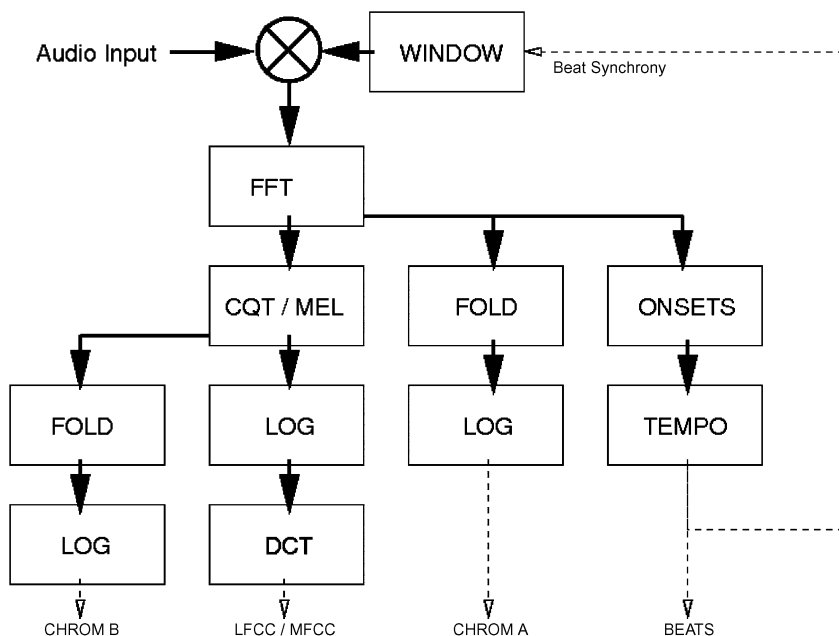 Audio Input
WINDOW
Beat Synchrony
FFT
CQT / MEL
FOLD
ONSETS
FOLD
LOG
LOG
TEMPO
LOG
DCT
CHROM B
LFCC / MFCC
CHROM A
BEATS